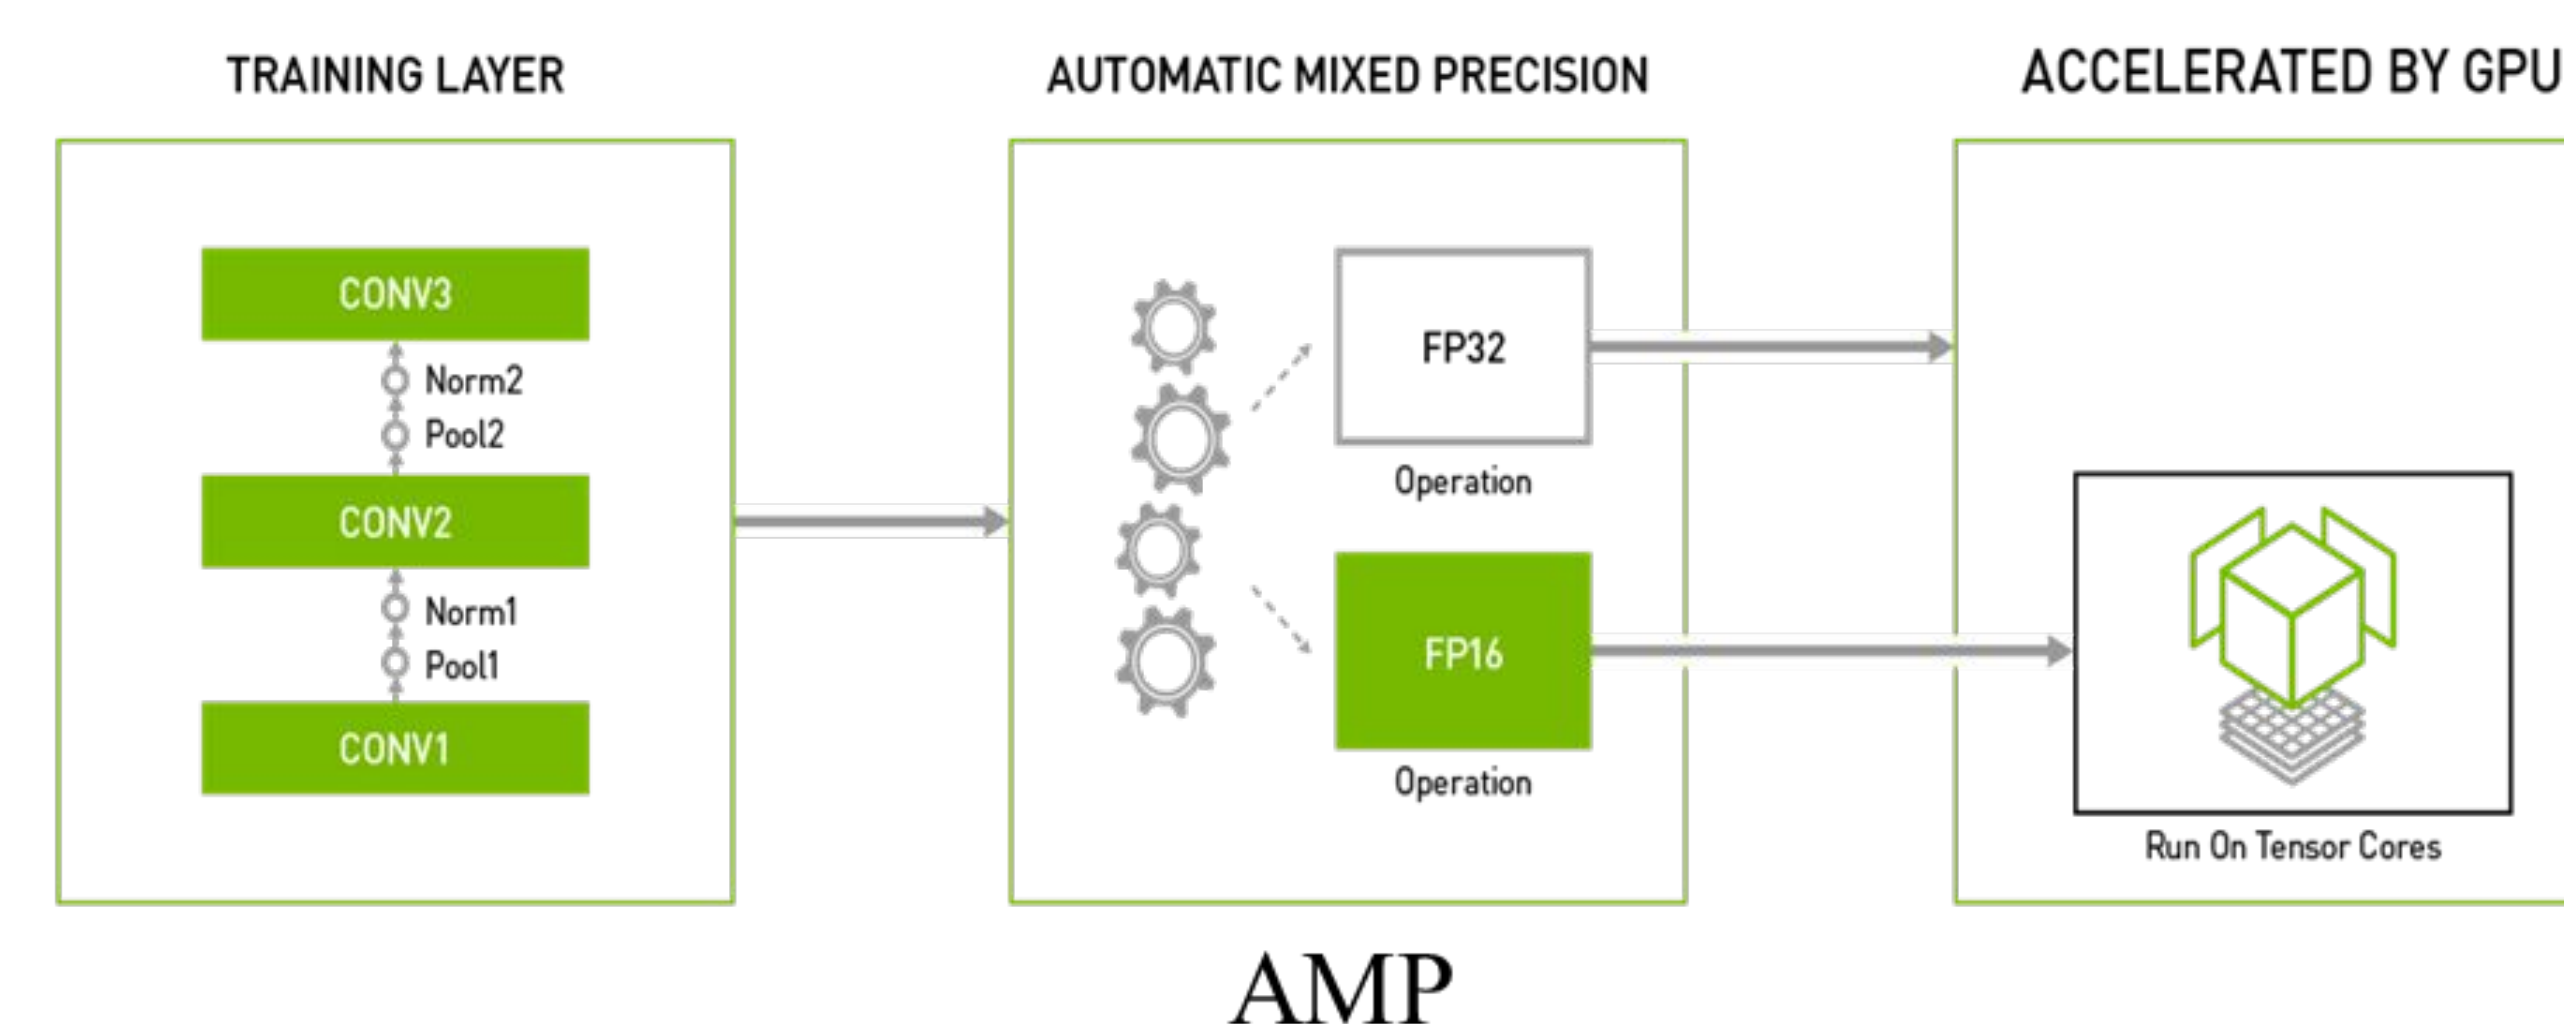 TRAINING LAYER
AUTOMATIC MIXED PRECISION
ACCELERATED BY GPU
CONV3
Norm2
Pool2
CONV2
Norm1
Pool1
CONV1
FP32
Operation
FP16
Operation
Run On Tensor Cores
AMP